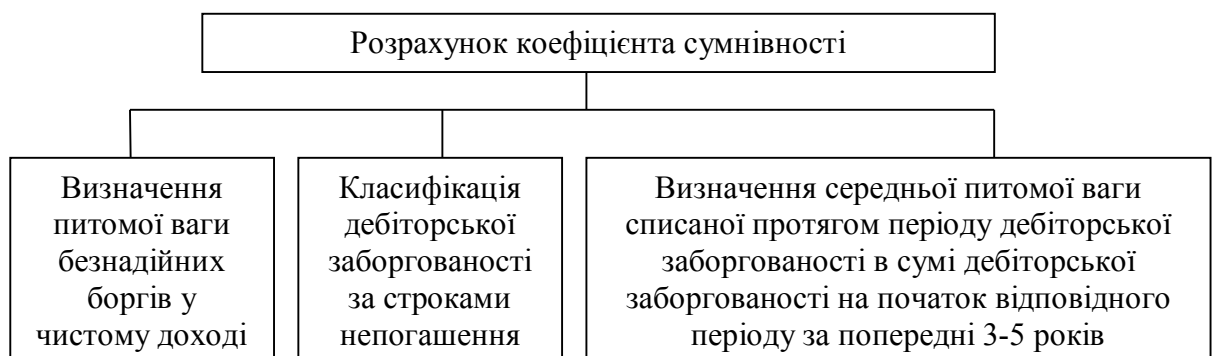 Розрахунок коефіцієнта сумнівності
Визначення
питомої ваги
безнадійних
боргів у
чистому доході
Класифікація
дебіторської
заборгованості
за строками
непогашення
Визначення середньої питомої ваги
списаної протягом періоду дебіторської
заборгованості в сумі дебіторської
заборгованості на початок відповідного
періоду за попередні 3-5 років